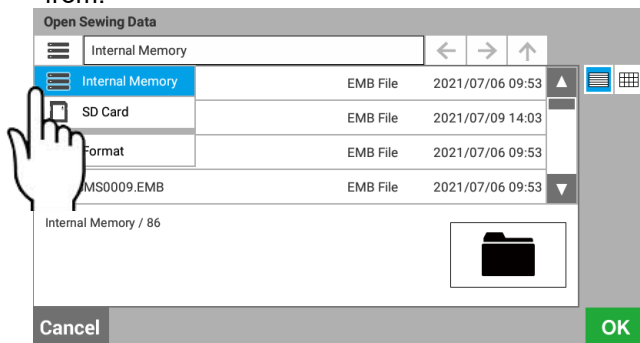 from:
Open Sewing Data
Internal Memory
Internal Memory EMB File 2021/07/06 09:53
SD Card EMB File 2021/07/09 14:03
Format EMB File 2021/07/06 09:53
MS0009.EMB EMB File 2021/07/06 09:53
Internal Memory / 86
Cancel OK